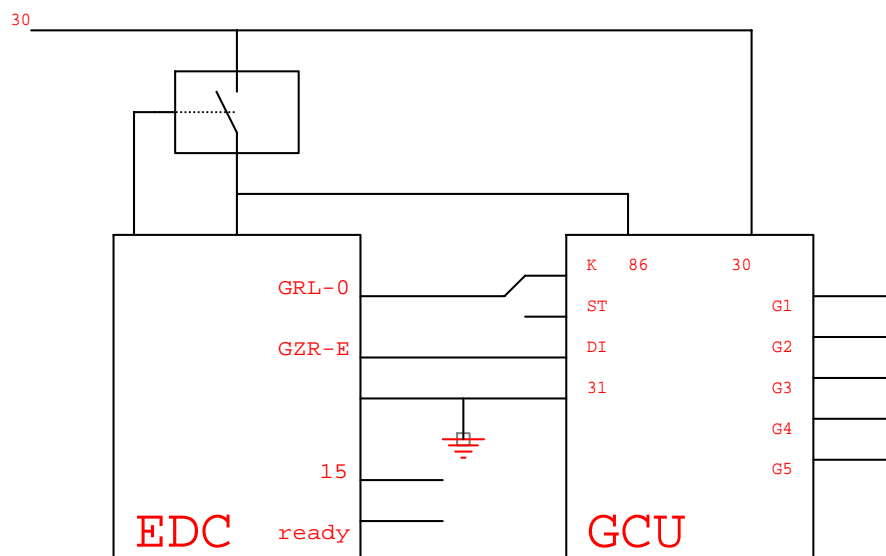 30
K 86 30
GRL-0
ST G1
GZR-E DI G2
31 G3
G4
15 G5
EDC ready GCU